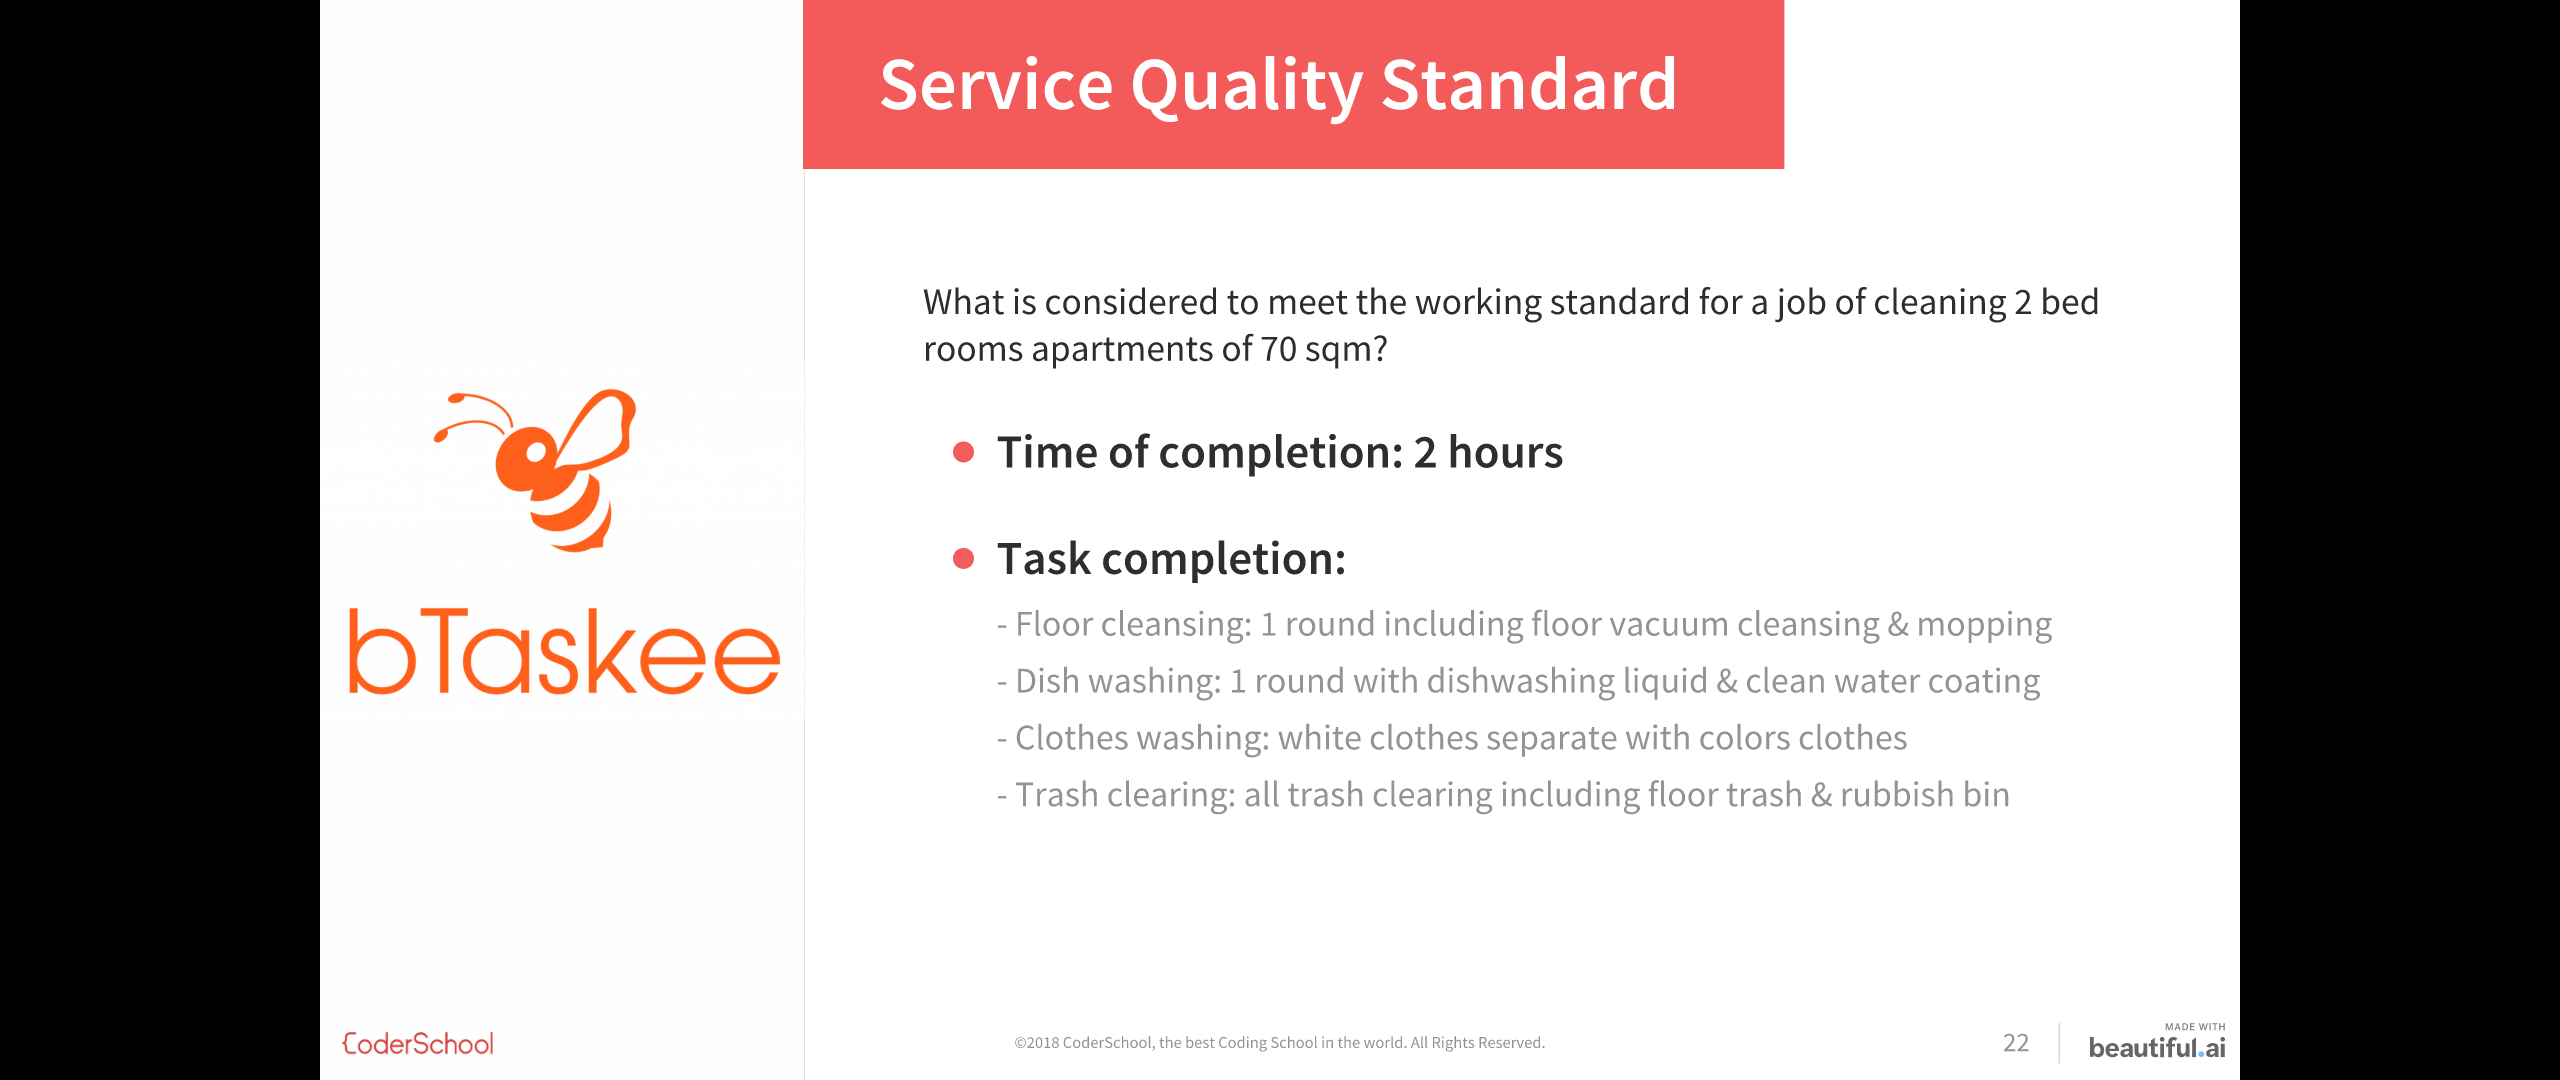 Service Quality Standard
What is considered to meet the working standard for a job of cleaning 2 bed
rooms apartments of 70 sqm?
Time of completion: 2 hours
Task completion:
- Floor cleansing: 1 round including floor vacuum cleansing & mopping
- Dish washing: 1 round with dishwashing liquid & clean water coating
- Clothes washing: white clothes separate with colors clothes
- Trash clearing: all trash clearing including floor trash & rubbish bin
bTaskee
CoderSchool
©2018 CoderSchool, the best Coding School in the world. All Rights Reserved.
22
MADE WITH
beautiful.ai